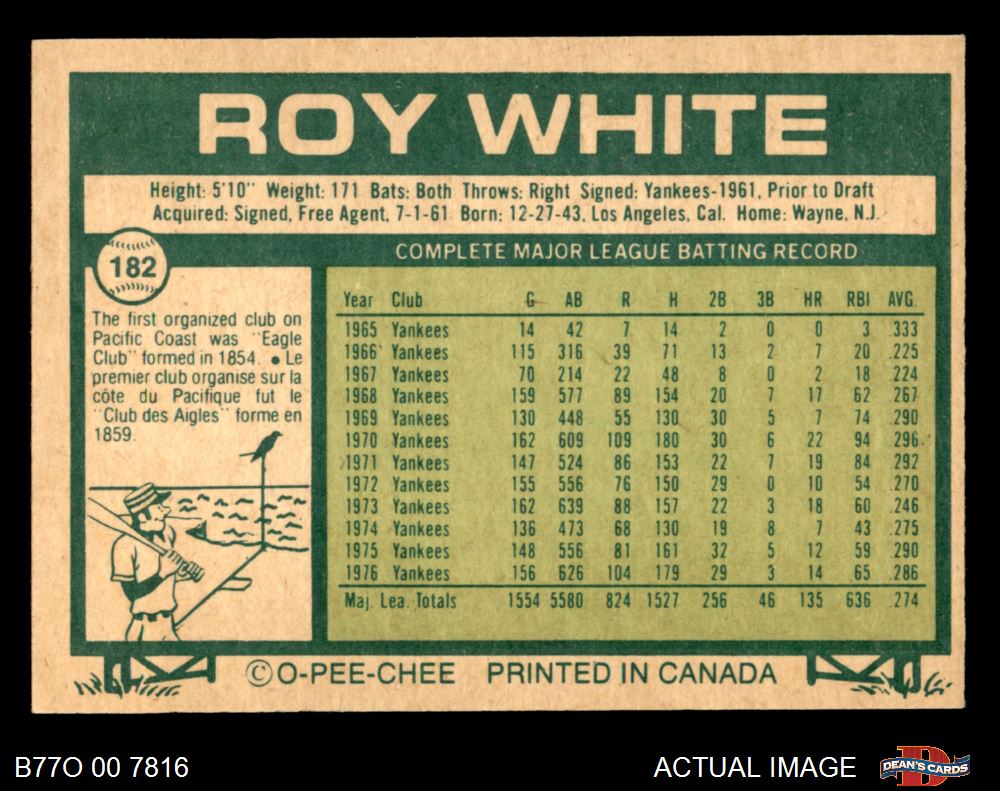 ROY WHITE
Height: 5'10" Weight: 171 Bats: Both Throws: Right Signed: Yankees-1961, Prior to Draft
Acquired: Signed, Free Agent, 7-1-61 Born: 12-27-43, Los Angeles, Cal. Home: Wayne, N.J.
182
The first organized club on
Pacific Coast was "Eagle
Club" formed in 1854. • Le
premier club organise sur la
côte du Pacifique fut le
"Club des Aigles" formé en
1859.
COMPLETE MAJOR LEAGUE BATTING RECORD
Year Club G AB R H 2B 3B HR RBI AVG.
1965 Yankees 14 42 7 14 2 0 0 3 .333
1966 Yankees 115 316 39 71 13 2 7 20 .225
1967 Yankees 70 214 22 48 8 0 2 18 .224
1968 Yankees 159 577 89 154 20 7 17 62 .267
1969 Yankees 130 448 55 130 30 5 7 74 .290
1970 Yankees 162 609 109 180 30 6 22 94 .296
1971 Yankees 147 524 86 153 22 7 19 84 .292
1972 Yankees 155 556 76 150 29 0 10 54 .270
1973 Yankees 162 639 88 157 22 3 18 60 .246
1974 Yankees 136 473 68 130 19 8 7 43 .275
1975 Yankees 148 556 81 161 32 5 12 59 .290
1976 Yankees 156 626 104 179 29 3 14 65 .286
Maj. Lea. Totals 1554 5580 824 1527 256 46 135 636 .274
©O-PEE-CHEE PRINTED IN CANADA
B77O 00 7816
ACTUAL IMAGE
DEAN'S CARDS